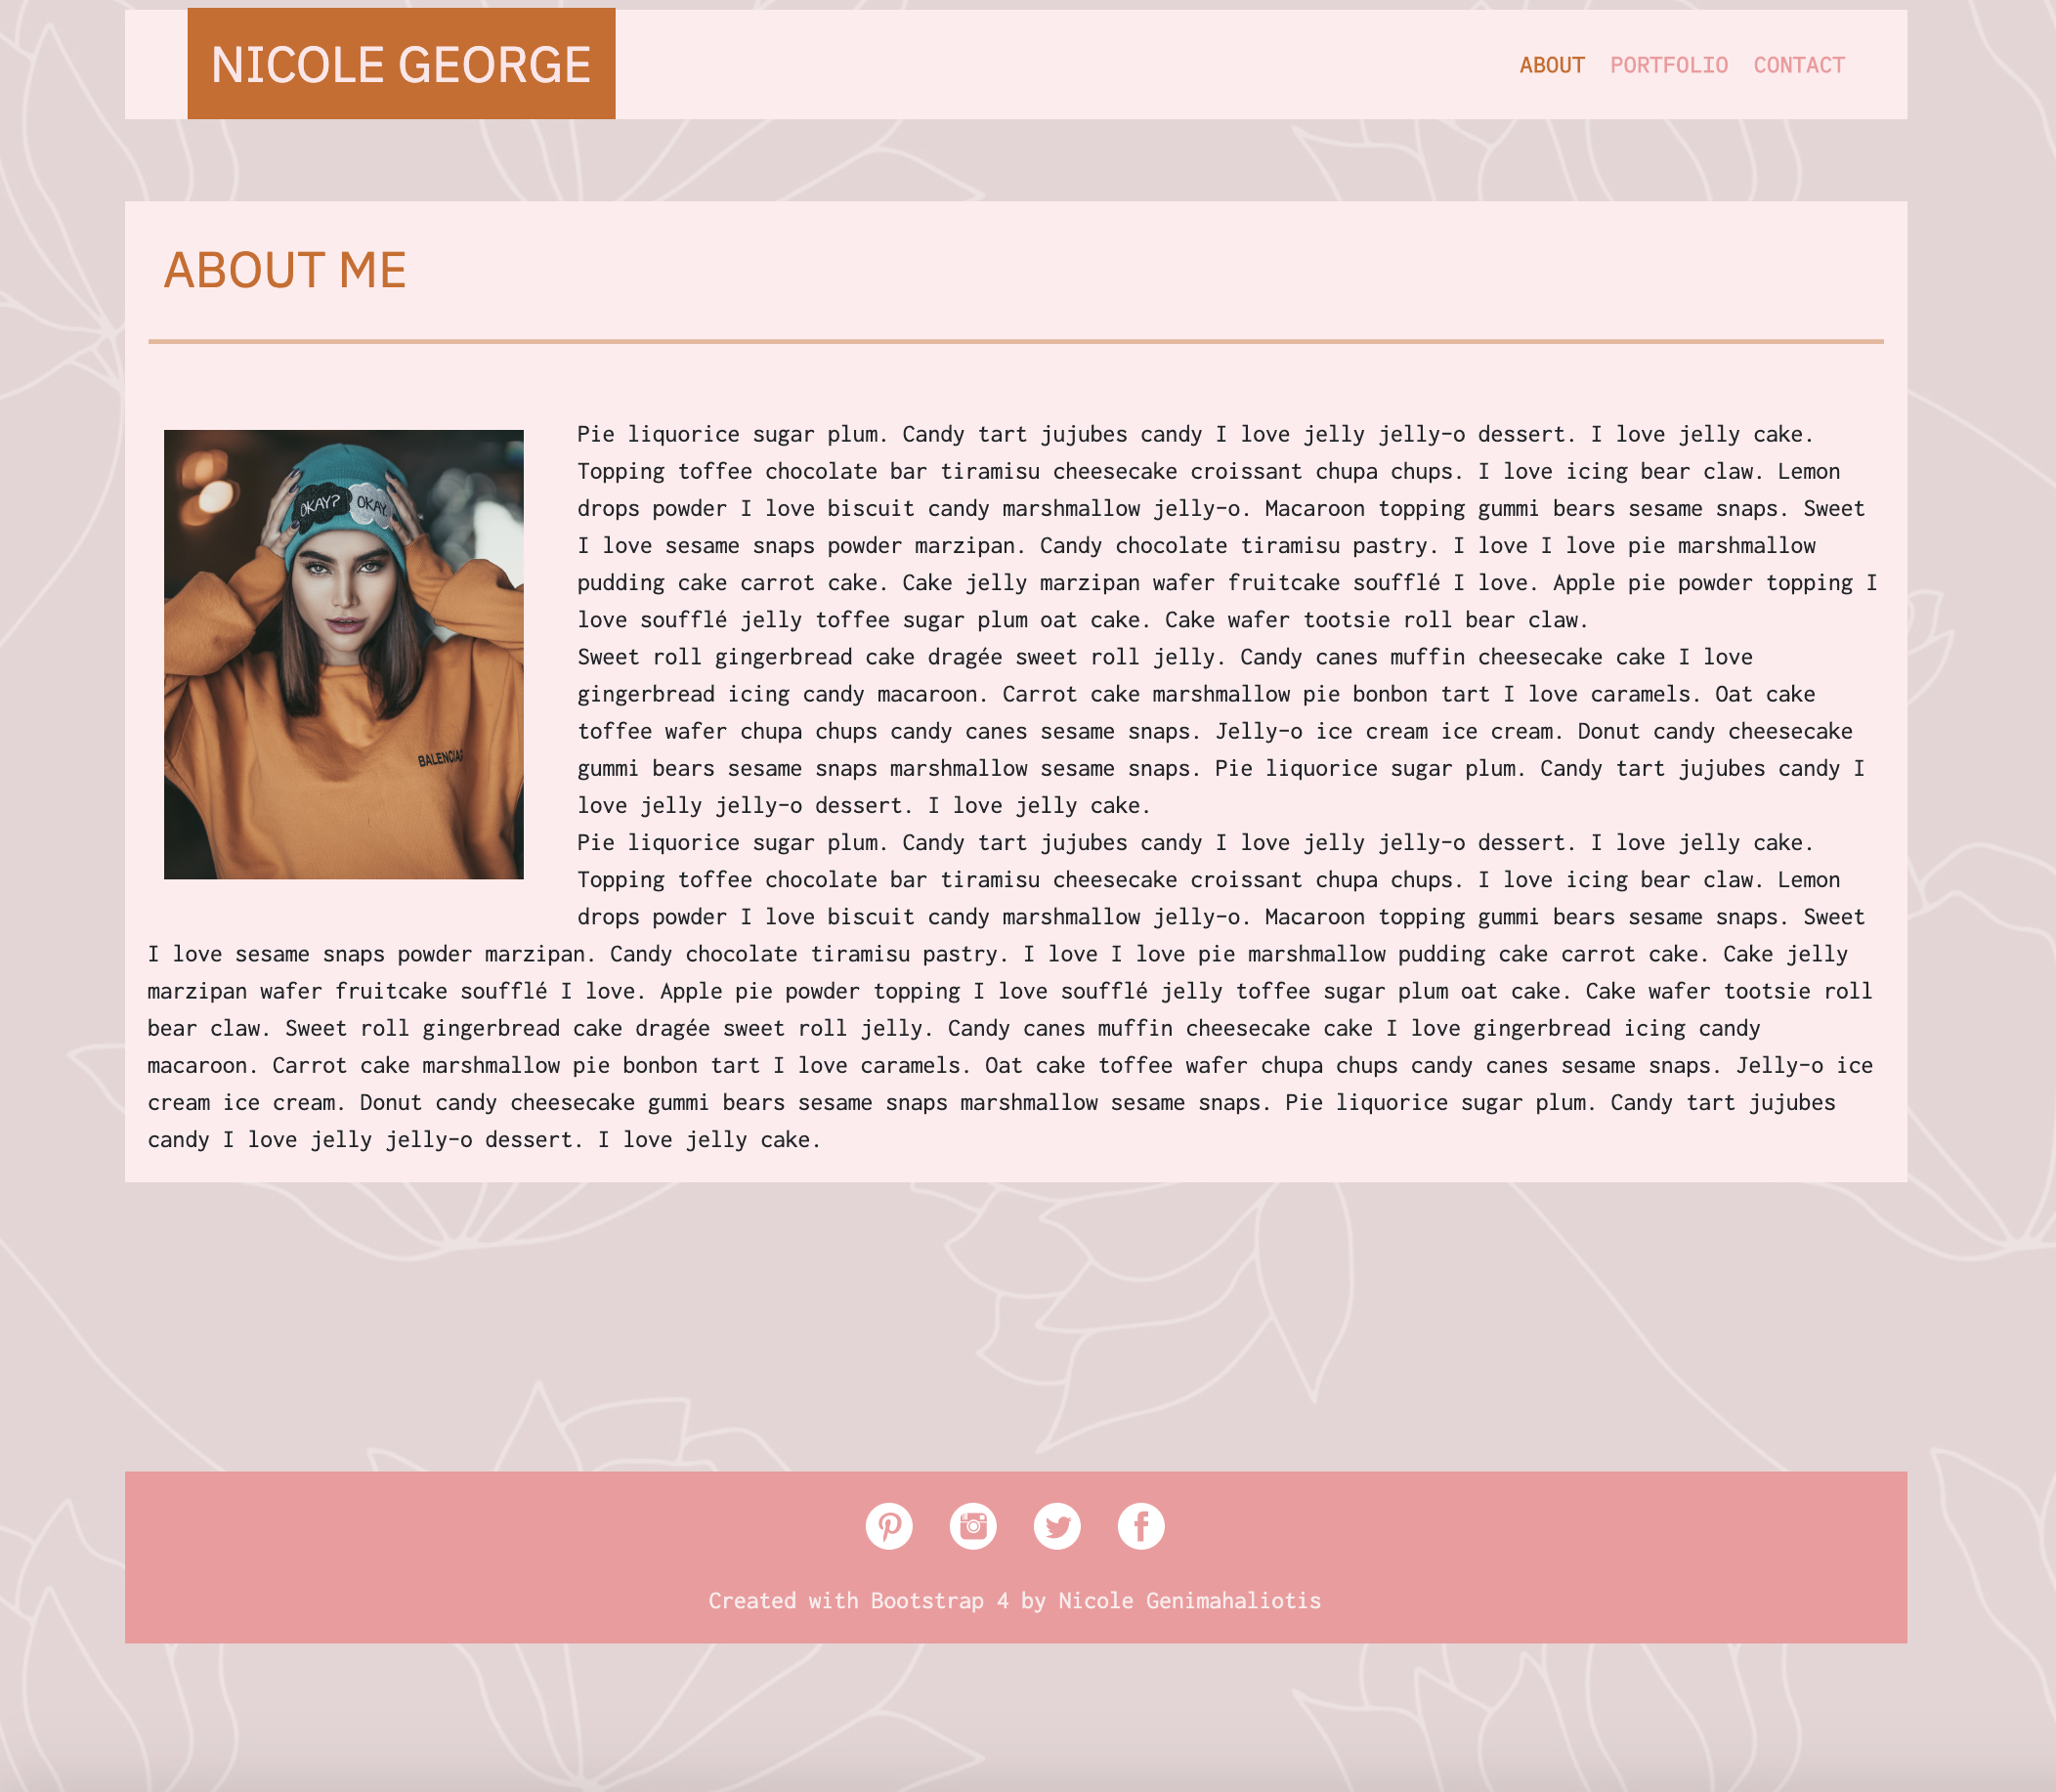 NICOLE GEORGE
ABOUT PORTFOLIO CONTACT
ABOUT ME
OKAY? OKAY.
BALENCIAG
Pie liquorice sugar plum. Candy tart jujubes candy I love jelly jelly-o dessert. I love jelly cake.
Topping toffee chocolate bar tiramisu cheesecake croissant chupa chups. I love icing bear claw. Lemon
drops powder I love biscuit candy marshmallow jelly-o. Macaroon topping gummi bears sesame snaps. Sweet
I love sesame snaps powder marzipan. Candy chocolate tiramisu pastry. I love I love pie marshmallow
pudding cake carrot cake. Cake jelly marzipan wafer fruitcake soufflé I love. Apple pie powder topping I
love soufflé jelly toffee sugar plum oat cake. Cake wafer tootsie roll bear claw.
Sweet roll gingerbread cake dragée sweet roll jelly. Candy canes muffin cheesecake cake I love
gingerbread icing candy macaroon. Carrot cake marshmallow pie bonbon tart I love caramels. Oat cake
toffee wafer chupa chups candy canes sesame snaps. Jelly-o ice cream ice cream. Donut candy cheesecake
gummi bears sesame snaps marshmallow sesame snaps. Pie liquorice sugar plum. Candy tart jujubes candy I
love jelly jelly-o dessert. I love jelly cake.
Pie liquorice sugar plum. Candy tart jujubes candy I love jelly jelly-o dessert. I love jelly cake.
Topping toffee chocolate bar tiramisu cheesecake croissant chupa chups. I love icing bear claw. Lemon
drops powder I love biscuit candy marshmallow jelly-o. Macaroon topping gummi bears sesame snaps. Sweet
I love sesame snaps powder marzipan. Candy chocolate tiramisu pastry. I love I love pie marshmallow pudding cake carrot cake. Cake jelly
marzipan wafer fruitcake soufflé I love. Apple pie powder topping I love soufflé jelly toffee sugar plum oat cake. Cake wafer tootsie roll
bear claw. Sweet roll gingerbread cake dragée sweet roll jelly. Candy canes muffin cheesecake cake I love gingerbread icing candy
macaroon. Carrot cake marshmallow pie bonbon tart I love caramels. Oat cake toffee wafer chupa chups candy canes sesame snaps. Jelly-o ice
cream ice cream. Donut candy cheesecake gummi bears sesame snaps marshmallow sesame snaps. Pie liquorice sugar plum. Candy tart jujubes
candy I love jelly jelly-o dessert. I love jelly cake.
Created with Bootstrap 4 by Nicole Genimahaliotis